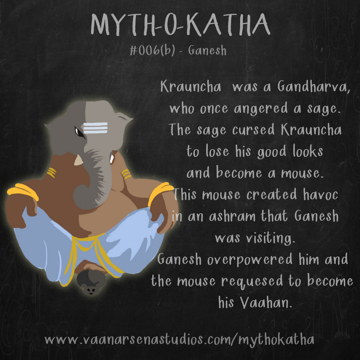 MYTH-O-KATHA
#006(b) - Ganesh
Krauncha was a Gandharva,
who once angered a sage.
The sage cursed Krauncha
to lose his good looks
and become a mouse.
This mouse created havoc
in an ashram that Ganesh
was visiting.
Ganesh overpowered him and
the mouse requesed to become
his Vaahan.
www.vaanarsenastudios.com/mythokatha